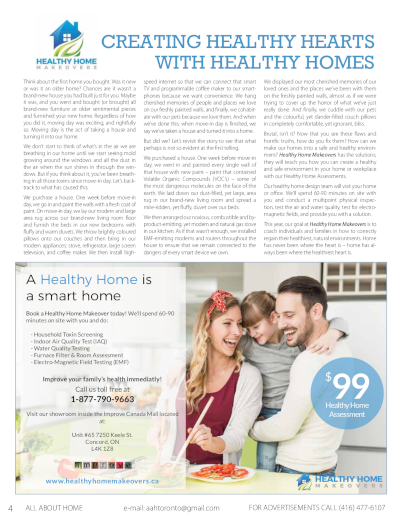 HEALTHY HOME
MAKEOVERS
CREATING HEALTHY HEARTS
WITH HEALTHY HOMES
Think about the first home you bought. Was it new
or was it an older home? Chances are it wasn't a
brand-new house you had built just for you. Maybe
it was, and you went and bought (or brought) all
brand-new furniture or older sentimental pieces
and furnished your new home. Regardless of how
you did it, moving day was exciting, and rightfully
so. Moving day is the act of taking a house and
turning it into our home.
We don't start to think of what's in the air we are
breathing in our home until we start seeing mold
growing around the windows and all the dust in
the air when the sun shines in through the win-
dows. But if you think about it, you've been breath-
ing in all those toxins since move in day. Let's back-
track to what has caused this.
We purchase a house. One week before move-in
day, we go in and paint the walls with a fresh coat of
paint. On move-in day, we lay our modern and large
area rug across our brand-new living room floor
and furnish the beds in our new bedrooms with
fluffy and warm duvets. We throw brightly coloured
pillows onto our couches and then bring in our
modern appliances: stove, refrigerator, large screen
television, and coffee maker. We then install high-
speed internet so that we can connect that smart
TV and programmable coffee maker to our smart-
phones because we want convenience. We hang
cherished memories of people and places we love
on our freshly painted walls, and finally, we cohabit-
ate with our pets because we love them. And when
we've done this, when move-in day is finished, we
say we've taken a house and turned it into a home.
But did we? Let's revisit the story to see that what
perhaps is not so evident at the first telling.
We purchased a house. One week before move-in
day, we went in and painted every single wall of
that house with new paint – paint that contained
Volatile Organic Compounds (VOC's) – some of
the most dangerous molecules on the face of the
earth. We laid down our dust-filled, yet large, area
rug in our brand-new living room and spread a
mite-ridden, yet fluffy, duvet over our beds.
We then arranged our noxious, combustible and by-
product-emitting, yet modern and natural gas stove
in our kitchen. As if that wasn't enough, we installed
EMF-emitting modems and routers throughout the
house to ensure that we remain connected to the
dangers of every smart device we own.
We displayed our most cherished memories of our
loved ones and the places we've been with them
on the freshly painted walls, almost as if we were
trying to cover up the horror of what we've just
really done. And finally, we cuddle with our pets
and the colourful, yet dander-filled couch pillows
in completely comfortable, yet ignorant, bliss.
Brutal, isn't it? Now that you see these flaws and
horrific truths, how do you fix them? How can we
make our homes into a safe and healthy environ-
ment? Healthy Home Makeovers has the solutions;
they will teach you how you can create a healthy
and safe environment in your home or workplace
with our Healthy Home Assessments.
Our healthy home design team will visit your home
or office. We'll spend 60-90 minutes on site with
you and conduct a multipoint physical inspec-
tion, test the air and water quality, test for electro-
magnetic fields, and provide you with a solution.
This year, our goal at Healthy Home Makeovers is to
coach individuals and families in how to correctly
regain their healthiest, natural environments. Home
has never been where the heart is – home has al-
ways been where the healthiest heart is.
A Healthy Home is
a smart home
Book a Healthy Home Makeover today! We'll spend 60-90
minutes on site with you and do:
- Household Toxin Screening
- Indoor Air Quality Test (IAQ)
- Water Quality Testing
- Furnace Filter & Room Assessment
- Electro-Magnetic Field Testing (EMF)
Improve your family's health immediatly!
Call us toll free at
1-877-790-9663
Visit our showroom inside the Improve Canada Mall located
at:
Unit #65 7250 Keele St.
Concord, ON
L4K 1Z8
www.healthyhomemakeovers.ca
$99
Healthy Home
Assessment
HEALTHY HOME
MAKEOVERS
4 ALL ABOUT HOME e-mail: aahtoronto@gmail.com FOR ADVERTISEMENTS CALL (416) 477-6107